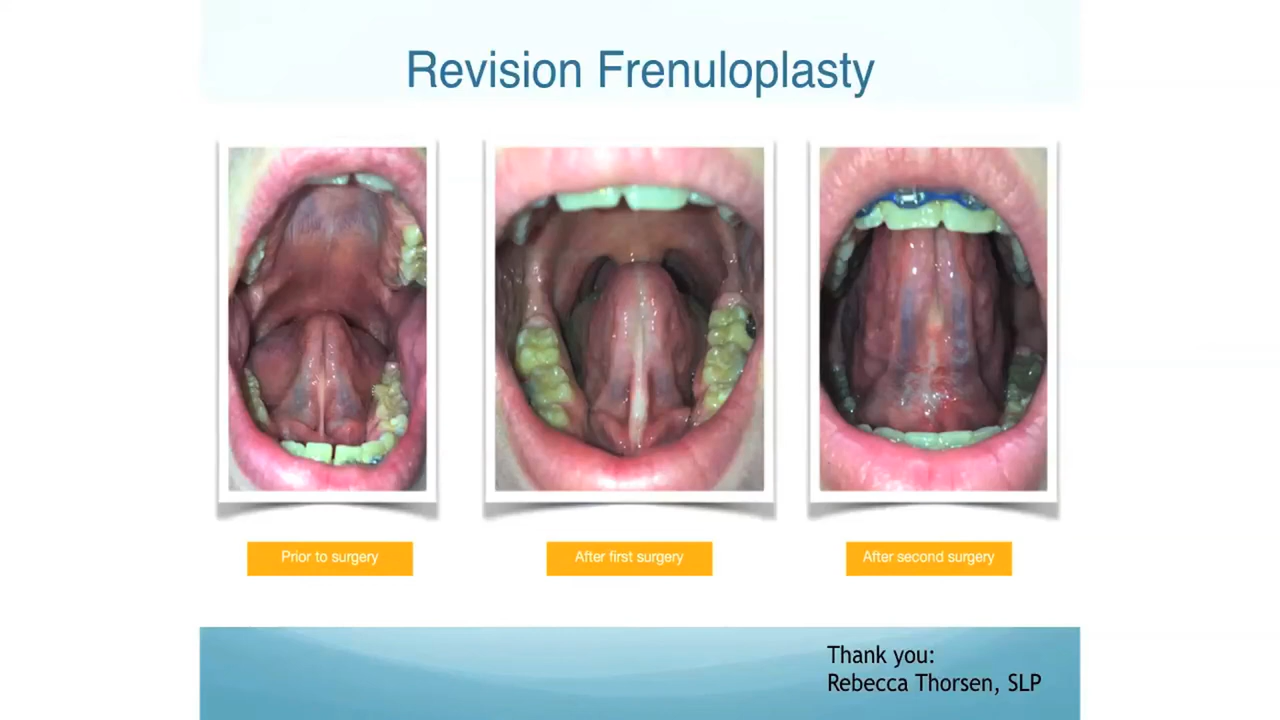 Revision Frenuloplasty
Prior to surgery
After first surgery
After second surgery
Thank you:
Rebecca Thorsen, SLP